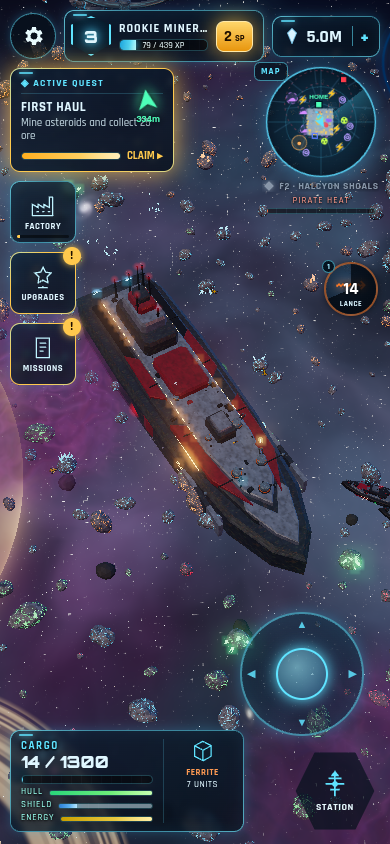 3
ROOKIE MINER...
79 / 439 XP
2 SP
5.0M
+
ACTIVE QUEST
FIRST HAUL
Mine asteroids and collect 25 ore
394m
CLAIM
MAP
HOME
F2 · HALCYON SHOALS
PIRATE HEAT
FACTORY
!
UPGRADES
!
MISSIONS
1
14
LANCE
CARGO
14 / 1300
HULL
SHIELD
ENERGY
FERRITE
7 UNITS
STATION